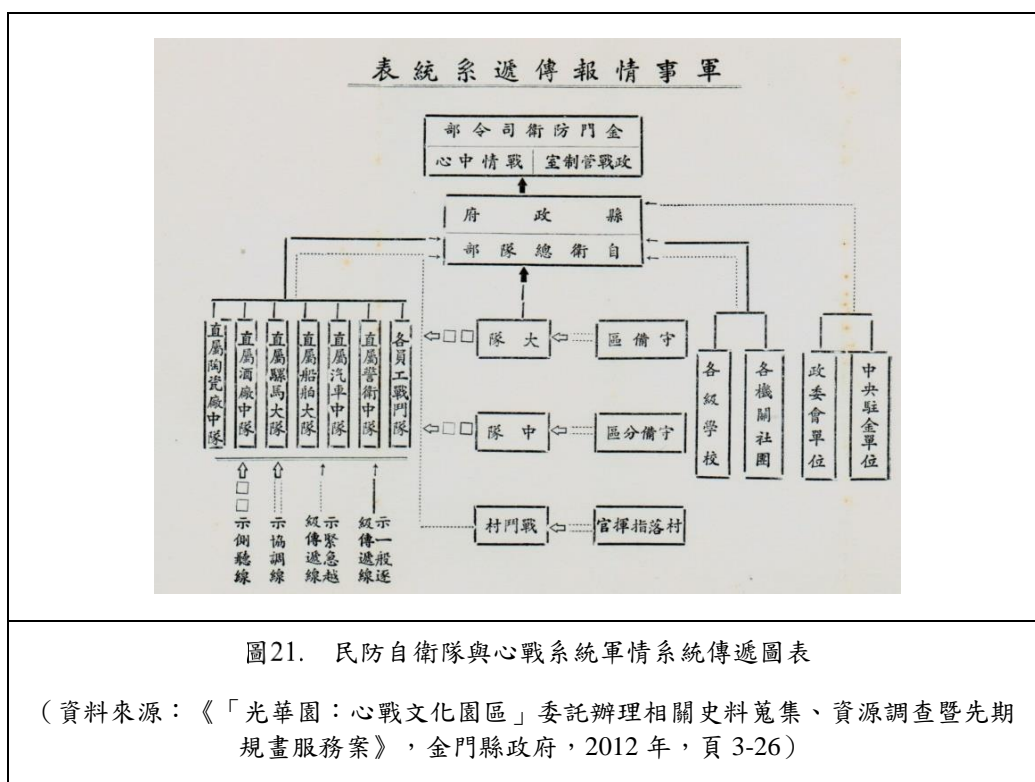 軍事情報傳遞系統表
金門防衛司令部
政戰管制室
戰情中心
縣政府
自衛總隊部
中央駐金單位
政委會單位
各機關社團
各級學校
守備區
大隊
守備分區
中隊
村落指揮官
戰鬥村
各員工戰鬥隊
直屬警衛中隊
直屬汽車中隊
直屬船舶大隊
直屬騾馬大隊
直屬酒廠中隊
直屬陶瓷廠中隊
示一般逐
級傳遞線
示緊急越
級傳遞線
示協調線
示側聽線
圖21. 民防自衛隊與心戰系統軍情系統傳遞圖表
(資料來源:《「光華園:心戰文化園區」委託辦理相關史料蒐集、資源調查暨先期
規畫服務案》,金門縣政府,2012 年,頁 3-26)